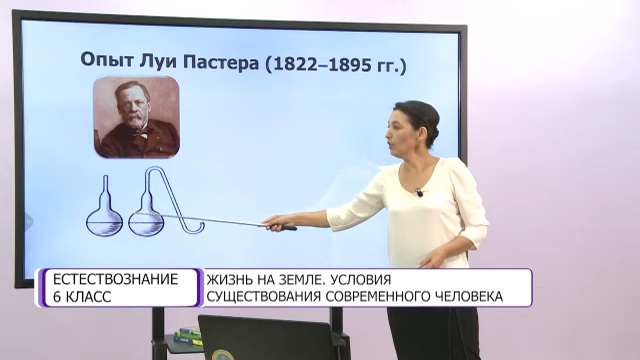 Опыт Луи Пастера (1822–1895 гг.)
ЕСТЕСТВОЗНАНИЕ
6 КЛАСС
ЖИЗНЬ НА ЗЕМЛЕ. УСЛОВИЯ
СУЩЕСТВОВАНИЯ СОВРЕМЕННОГО ЧЕЛОВЕКА